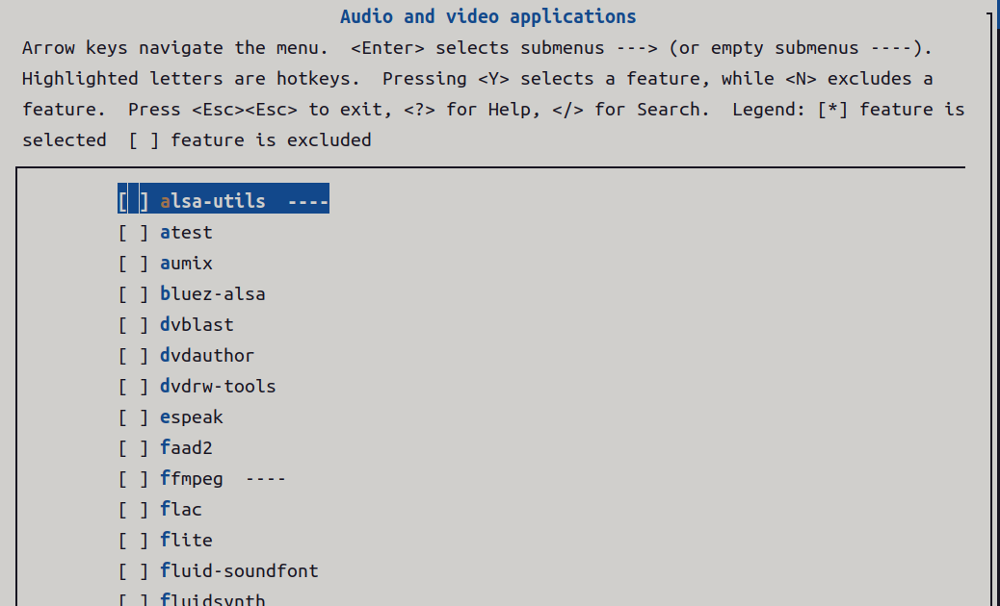 Audio and video applications
Arrow keys navigate the menu.  <Enter> selects submenus ---> (or empty submenus ----).
Highlighted letters are hotkeys.  Pressing <Y> selects a feature, while <N> excludes a
feature.  Press <Esc><Esc> to exit, <?> for Help, </> for Search.  Legend: [*] feature is
selected  [ ] feature is excluded
[ ] alsa-utils  ----
[ ] atest
[ ] aumix
[ ] bluez-alsa
[ ] dvblast
[ ] dvdauthor
[ ] dvdrw-tools
[ ] espeak
[ ] faad2
[ ] ffmpeg  ----
[ ] flac
[ ] flite
[ ] fluid-soundfont
[ ] fluidsynth